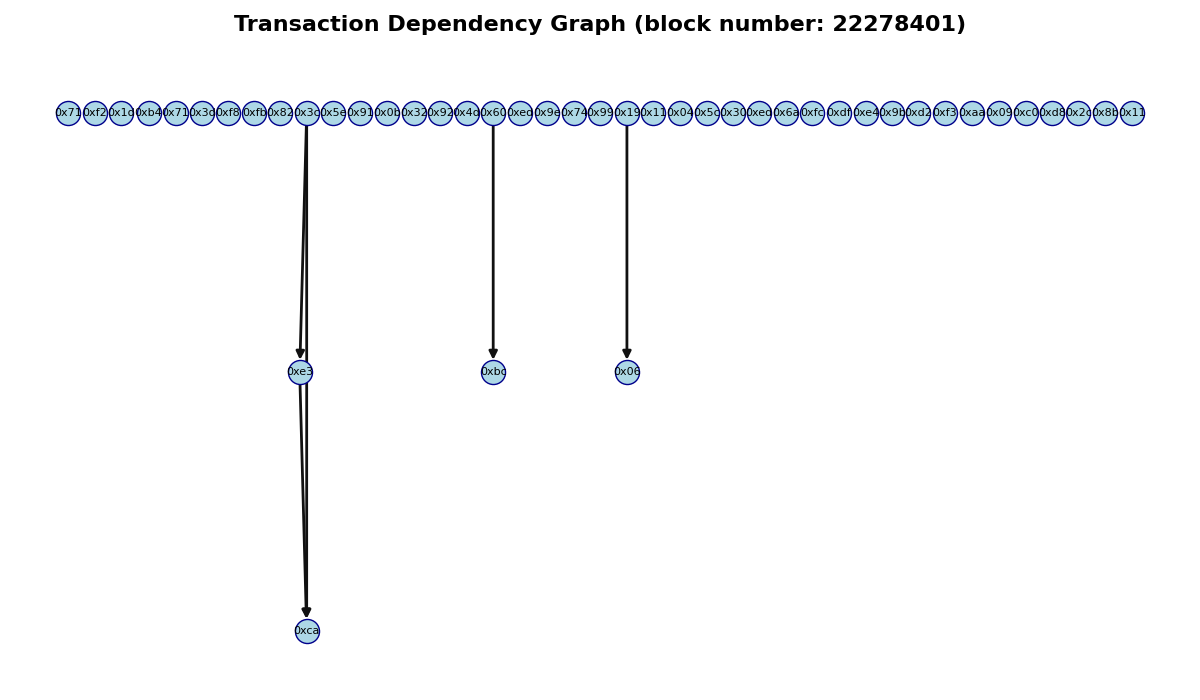 Transaction Dependency Graph (block number: 22278401)
0x71 0xf2 0x1d 0xb4 0x71 0x3d 0xf8 0xfb 0x82 0x3c 0x5e 0x91 0x0b 0x32 0x92 0x4d 0x60 0xed 0x9e 0x74 0x99 0x19 0x11 0x04 0x5c 0x30 0xed 0x6a 0xfc 0xdf 0xe4 0x9b 0xd2 0xf3 0xaa 0x09 0xc0 0xd8 0x2c 0x8b 0x11
0xe3 0xbc 0x06
0xca